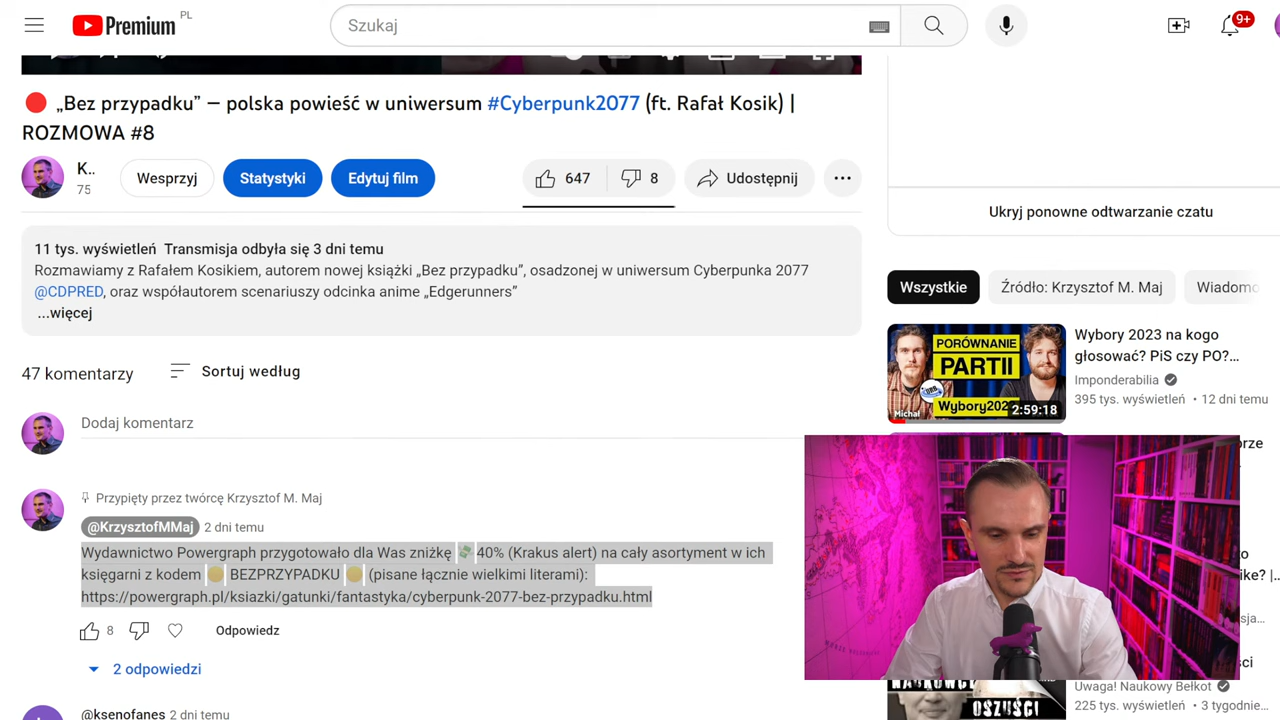 Premium PL
Szukaj
9+
🔴 „Bez przypadku” – polska powieść w uniwersum #Cyberpunk2077 (ft. Rafał Kosik) |
ROZMOWA #8
K..
75
Wesprzyj
Statystyki
Edytuj film
647
8
Udostępnij
11 tys. wyświetleń Transmisja odbyła się 3 dni temu
Rozmawiamy z Rafałem Kosikiem, autorem nowej książki „Bez przypadku”, osadzonej w uniwersum Cyberpunka 2077
@CDPRED, oraz współautorem scenariuszy odcinka anime „Edgerunners”
...więcej
47 komentarzy
Sortuj według
Dodaj komentarz
Przypięty przez twórcę Krzysztof M. Maj
@KrzysztofMMaj 2 dni temu
Wydawnictwo Powergraph przygotowało dla Was zniżkę 💸 40% (Krakus alert) na cały asortyment w ich
księgarni z kodem 🟡 BEZPRZYPADKU 🟡 (pisane łącznie wielkimi literami):
https://powergraph.pl/ksiazki/gatunki/fantastyka/cyberpunk-2077-bez-przypadku.html
8
Odpowiedz
2 odpowiedzi
@ksenofanes 2 dni temu
Ukryj ponowne odtwarzanie czatu
Wszystkie
Źródło: Krzysztof M. Maj
Wiadomo
PORÓWNANIE
PARTII
Wybory202
Michał
2:59:18
Wybory 2023 na kogo
głosować? PiS czy PO?...
Imponderabilia
395 tys. wyświetleń • 12 dni temu
orze
o
ike? |...
sja...
ści
NAUKOWCY
OSZUŚCI
Uwaga! Naukowy Bełkot
225 tys. wyświetleń • 3 tygodnie...